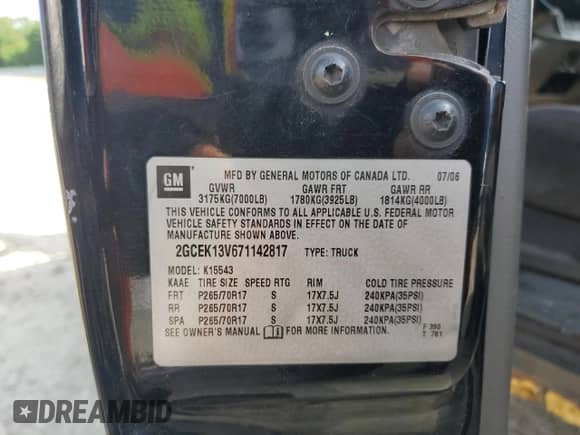 GM
MFD BY GENERAL MOTORS OF CANADA LTD. 07/06
GVWR GAWR FRT GAWR RR
3175KG(7000LB) 1780KG(3925LB) 1814KG(4000LB)
THIS VEHICLE CONFORMS TO ALL APPLICABLE U.S. FEDERAL MOTOR
VEHICLE SAFETY STANDARDS IN EFFECT ON THE DATE OF
MANUFACTURE SHOWN ABOVE.
2GCEK13V671142817 TYPE: TRUCK
MODEL: K15543
KAAE TIRE SIZE SPEED RTG RIM COLD TIRE PRESSURE
FRT P265/70R17 S 17X7.5J 240KPA(35PSI)
RR P265/70R17 S 17X7.5J 240KPA(35PSI)
SPA P265/70R17 S 17X7.5J 240KPA(35PSI)
SEE OWNER'S MANUAL FOR MORE INFORMATION.
F 390
T 761
DREAMBID